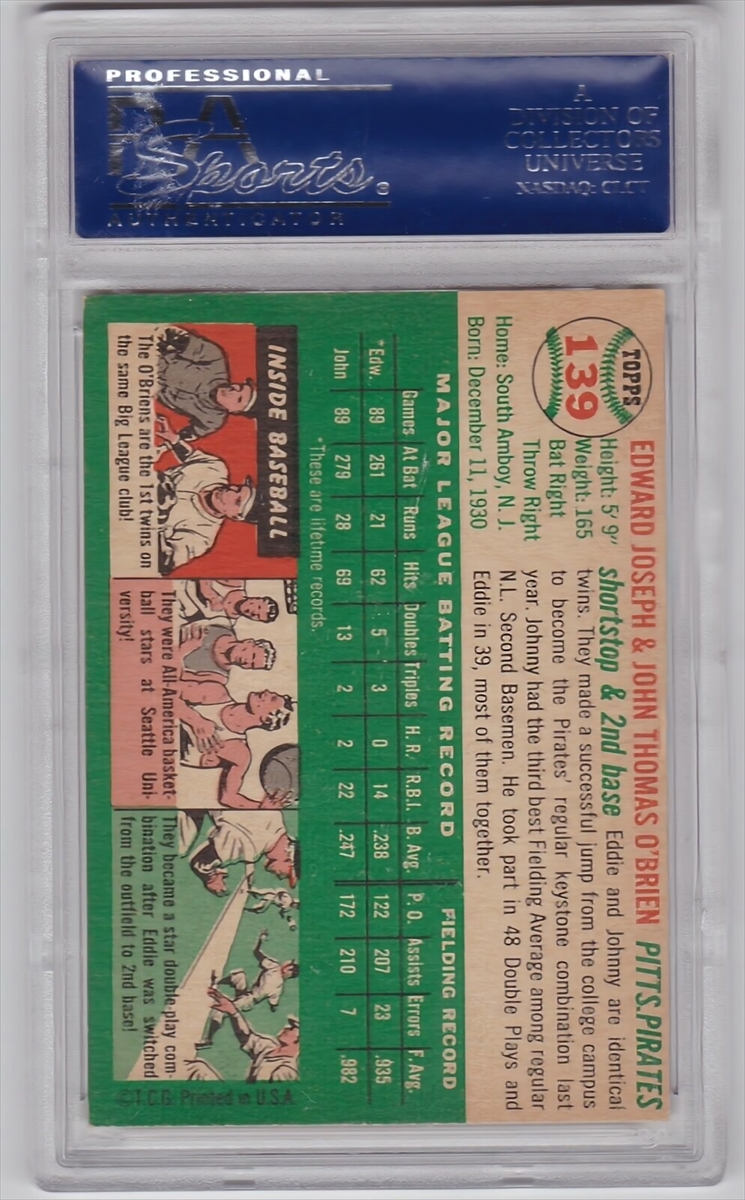 PROFESSIONAL
PSA
Sports®
AUTHENTICATOR
A
DIVISION OF
COLLECTORS
UNIVERSE
NASDAQ: CLCT
TOPPS
139
EDWARD JOSEPH & JOHN THOMAS O'BRIEN PITTS. PIRATES
Height: 5' 9"
Weight: 165
Bat Right
Throw Right
Home: South Amboy, N. J.
Born: December 11, 1930
shortstop & 2nd base Eddie and Johnny are identical
twins. They made a successful jump from the college campus
to become the Pirates' regular keystone combination last
year. Johnny had the third best Fielding Average among regular
N.L. Second Basemen. He took part in 48 Double Plays and
Eddie in 39, most of them together.
MAJOR LEAGUE BATTING RECORD FIELDING RECORD
Games At Bat Runs Hits Doubles Triples H.R. R.B.I. B. Avg. P. O. Assists Errors F. Avg.
*Edw. 89 261 21 62 5 3 0 14 .238 122 207 23 .935
John 89 279 28 69 13 2 2 22 .247 172 210 7 .982
*These are lifetime records.
INSIDE BASEBALL
The O'Briens are the 1st twins on
the same Big League club!
They were All-America basket-
ball stars at Seattle Uni-
versity!
They became a star double-play com-
bination after Eddie was switched
from the outfield to 2nd base!
©T.C.G. Printed in U.S.A.